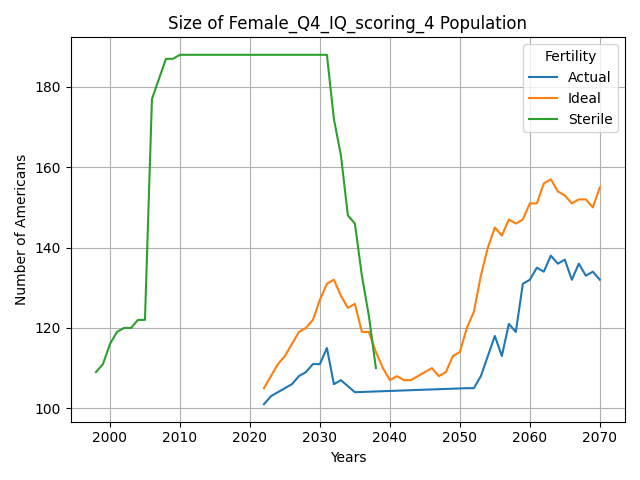 Size of Female_Q4_IQ_scoring_4 Population
Fertility
Actual
Ideal
Sterile
Number of Americans
180
160
140
120
100
2000 2010 2020 2030 2040 2050 2060 2070
Years